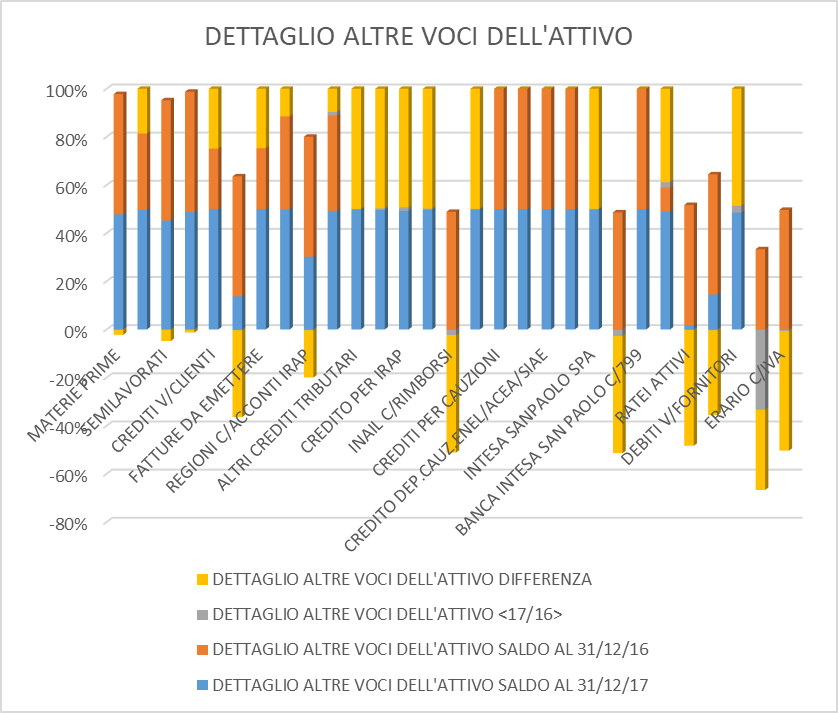 DETTAGLIO ALTRE VOCI DELL'ATTIVO
100%
80%
60%
40%
20%
0%
-20%
-40%
-60%
-80%
MATERIE PRIME
SEMILAVORATI
CREDITI V/CLIENTI
FATTURE DA EMETTERE
REGIONI C/ACCONTI IRAP
ALTRI CREDITI TRIBUTARI
CREDITO PER IRAP
INAIL C/RIMBORSI
CREDITI PER CAUZIONI
CREDITO DEP.CAUZ.ENEL/ACEA/SIAE
INTESA SANPAOLO SPA
BANCA INTESA SAN PAOLO C/799
RATEI ATTIVI
DEBITI V/FORNITORI
ERARIO C/IVA
DETTAGLIO ALTRE VOCI DELL'ATTIVO DIFFERENZA
DETTAGLIO ALTRE VOCI DELL'ATTIVO <17/16>
DETTAGLIO ALTRE VOCI DELL'ATTIVO SALDO AL 31/12/16
DETTAGLIO ALTRE VOCI DELL'ATTIVO SALDO AL 31/12/17